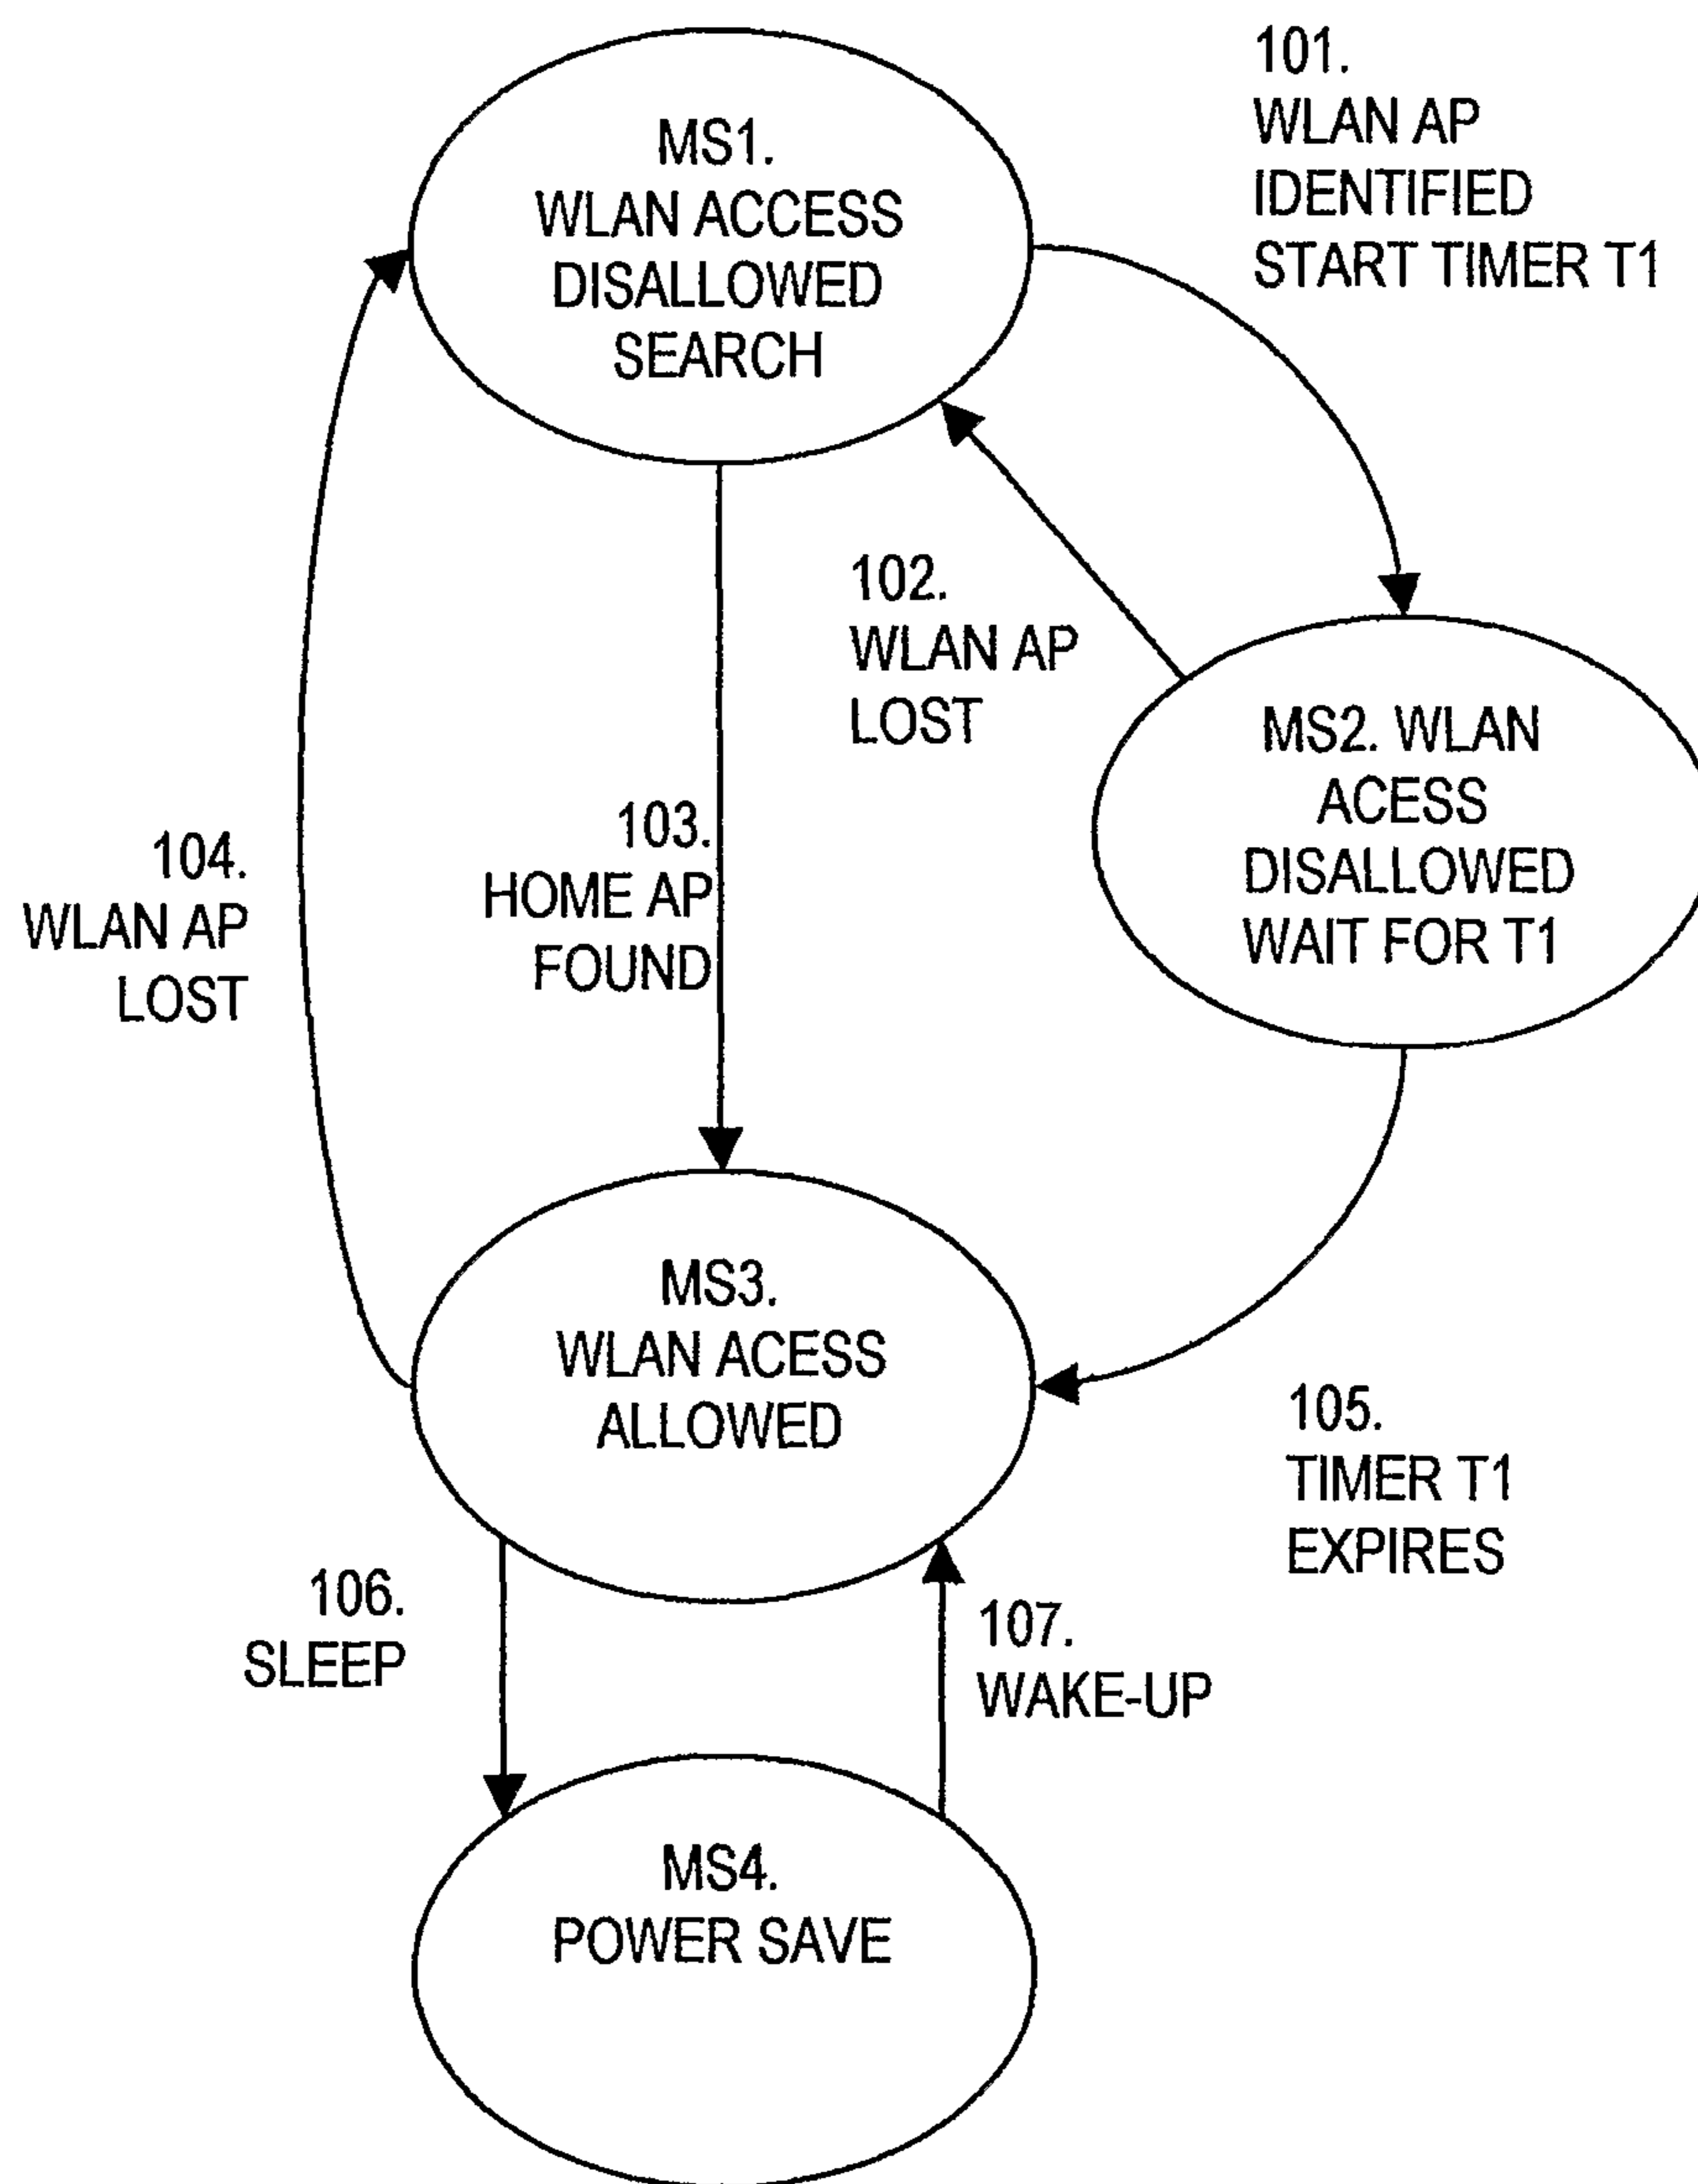 101.
WLAN AP
IDENTIFIED
START TIMER T1
MS1.
WLAN ACCESS
DISALLOWED
SEARCH
102.
WLAN AP
LOST
MS2. WLAN
ACESS
DISALLOWED
WAIT FOR T1
103.
HOME AP
FOUND
104.
WLAN AP
LOST
MS3.
WLAN ACESS
ALLOWED
105.
TIMER T1
EXPIRES
106.
SLEEP
107.
WAKE-UP
MS4.
POWER SAVE